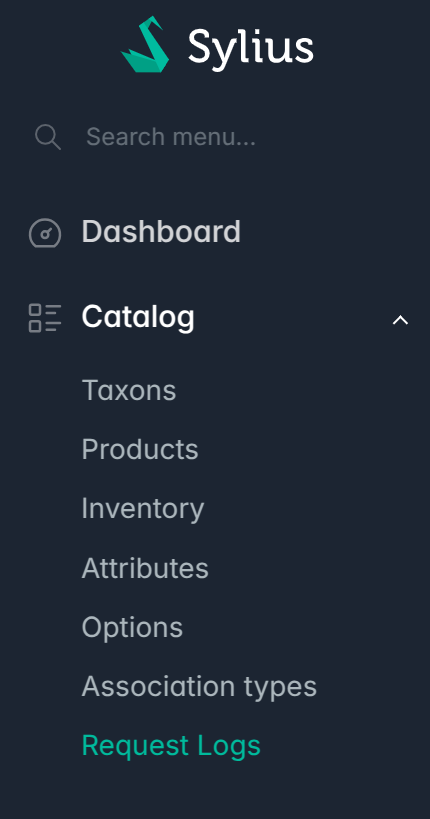 Sylius
Search menu...
Dashboard
Catalog
Taxons
Products
Inventory
Attributes
Options
Association types
Request Logs